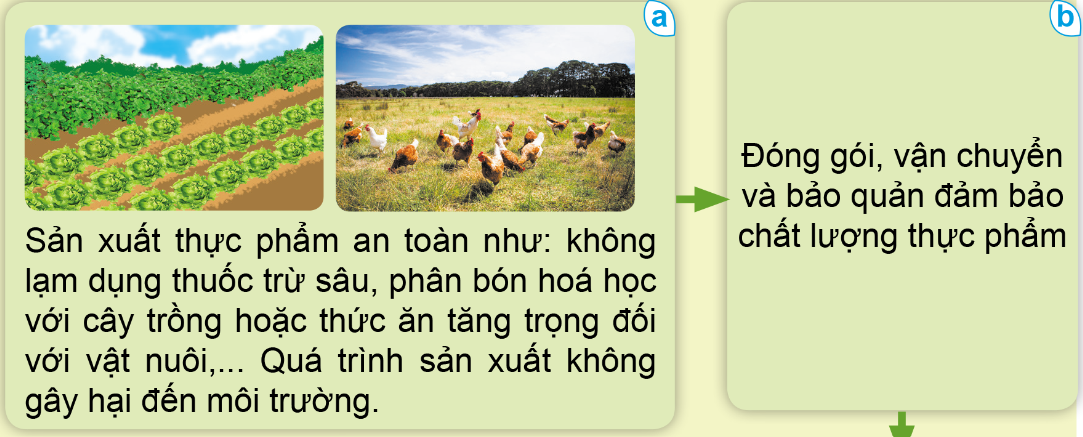 a
Sản xuất thực phẩm an toàn như: không
lạm dụng thuốc trừ sâu, phân bón hoá học
với cây trồng hoặc thức ăn tăng trọng đối
với vật nuôi,... Quá trình sản xuất không
gây hại đến môi trường.
b
Đóng gói, vận chuyển
và bảo quản đảm bảo
chất lượng thực phẩm